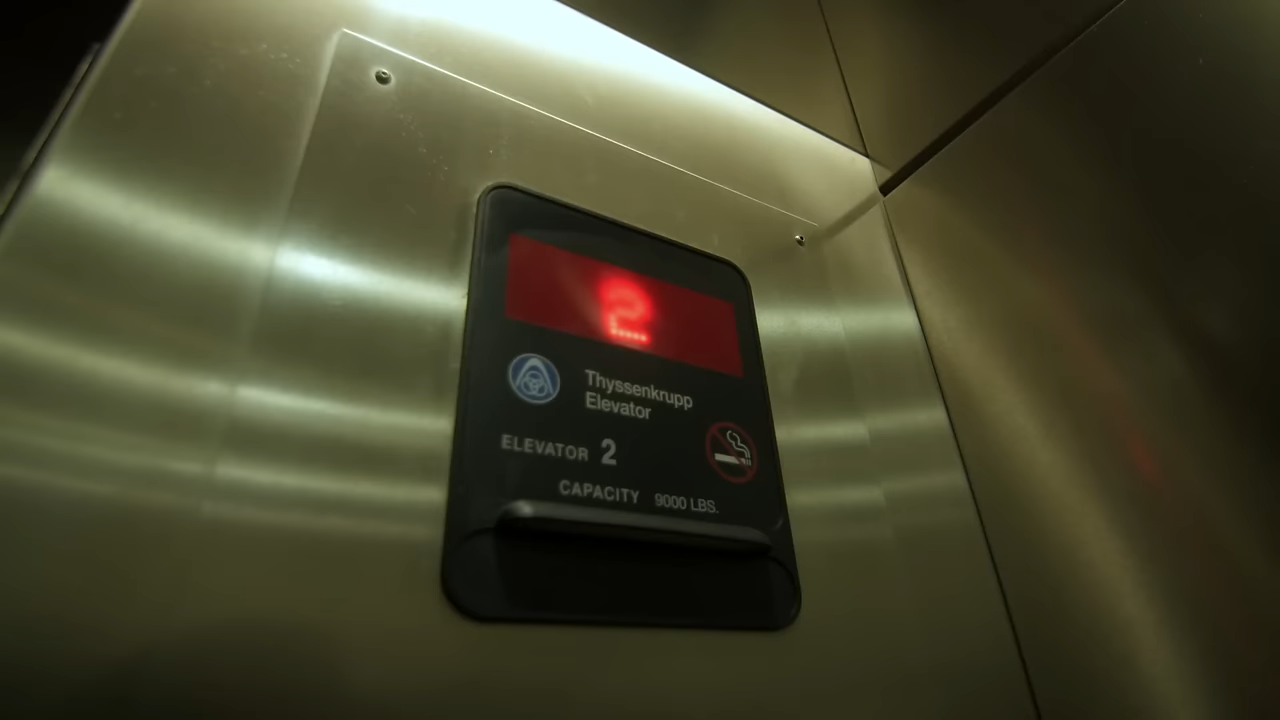 2
Thyssenkrupp
Elevator
ELEVATOR 2
CAPACITY 9000 LBS.